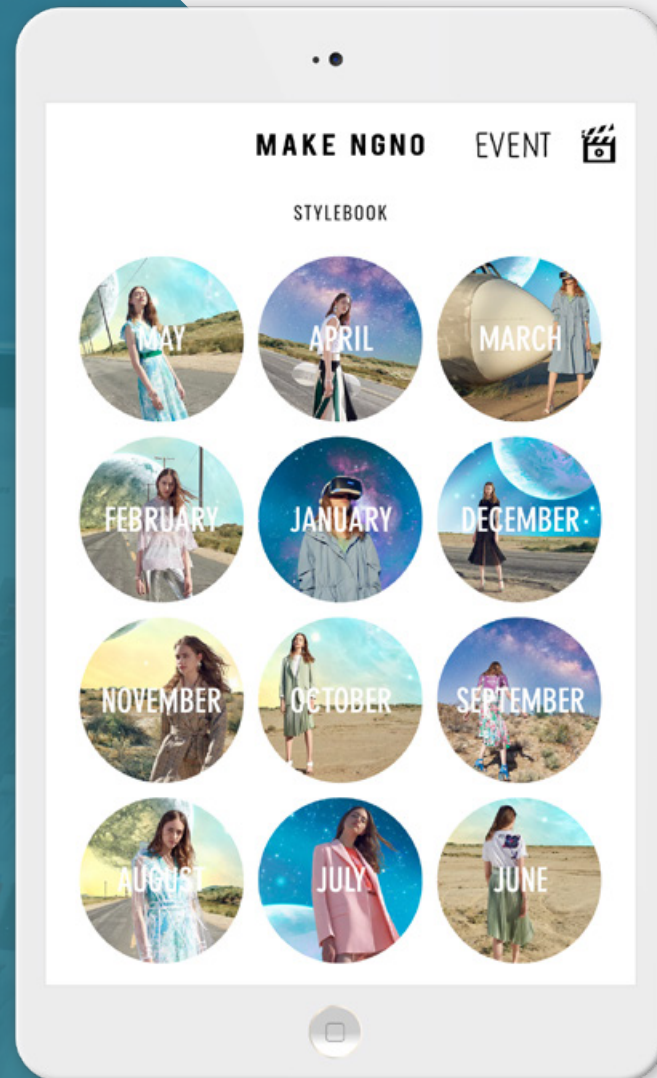 MAKE NGNO EVENT
STYLEBOOK
MAY APRIL MARCH
FEBRUARY JANUARY DECEMBER
NOVEMBER OCTOBER SEPTEMBER
AUGUST JULY JUNE